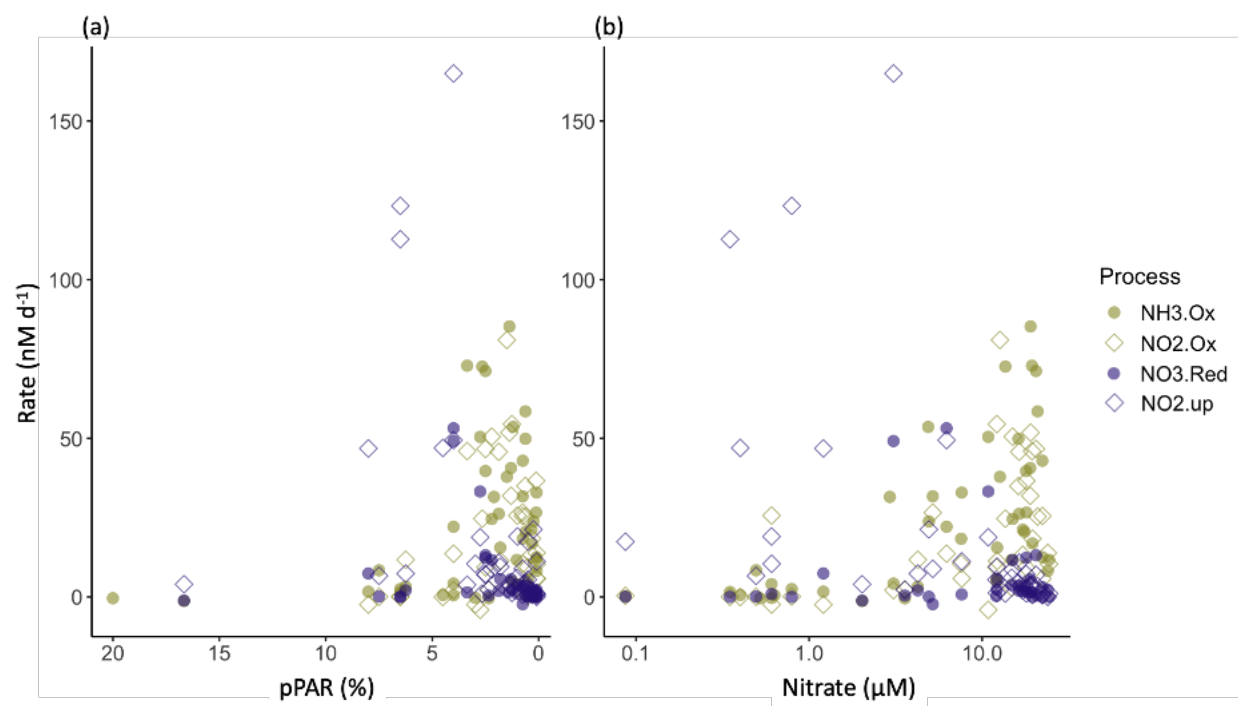 (a)
(b)
Rate (nM d⁻¹)
150
100
50
0
20
15
10
5
0
pPAR (%)
150
100
50
0
0.1
1.0
10.0
Nitrate (µM)
Process
NH3.Ox
NO2.Ox
NO3.Red
NO2.up